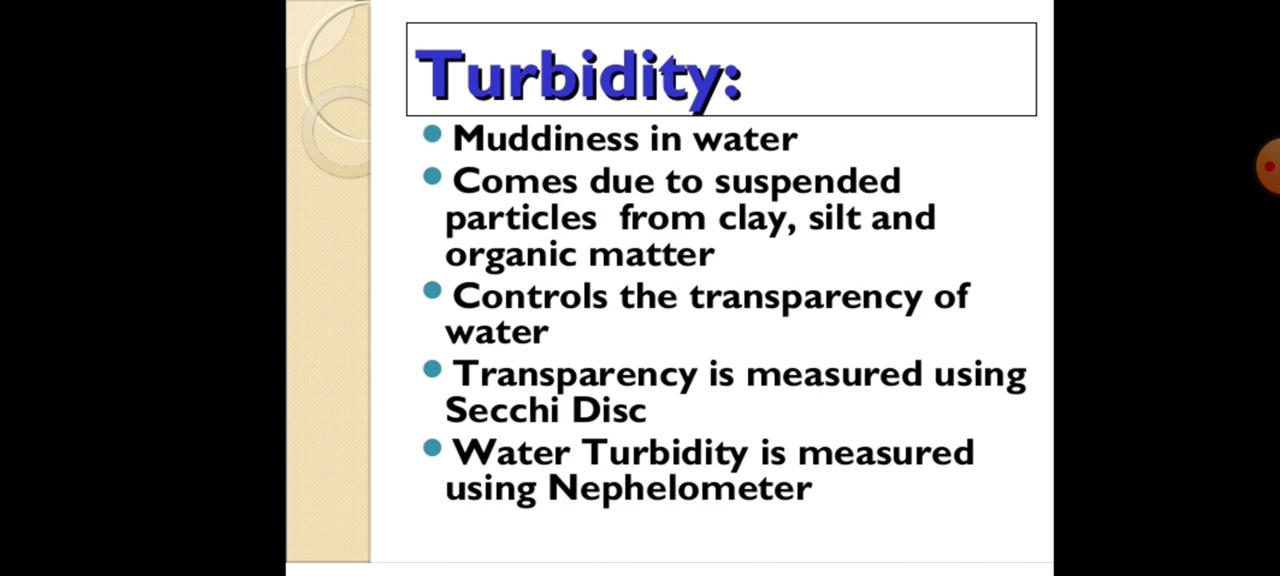 Turbidity:
Muddiness in water
Comes due to suspended
particles from clay, silt and
organic matter
Controls the transparency of
water
Transparency is measured using
Secchi Disc
Water Turbidity is measured
using Nephelometer